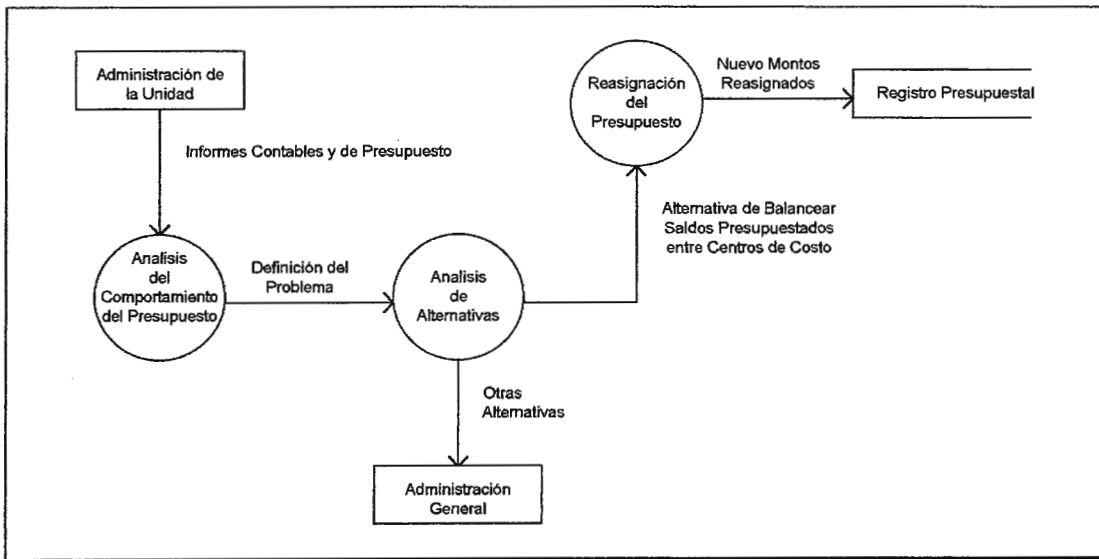 Administración de
la Unidad
Informes Contables y de Presupuesto
Analisis
del
Comportamiento
del Presupuesto
Definición del
Problema
Analisis
de
Alternativas
Otras
Alternativas
Administración
General
Alternativa de Balancear
Saldos Presupuestados
entre Centros de Costo
Reasignación
del
Presupuesto
Nuevo Montos
Reasignados
Registro Presupuestal